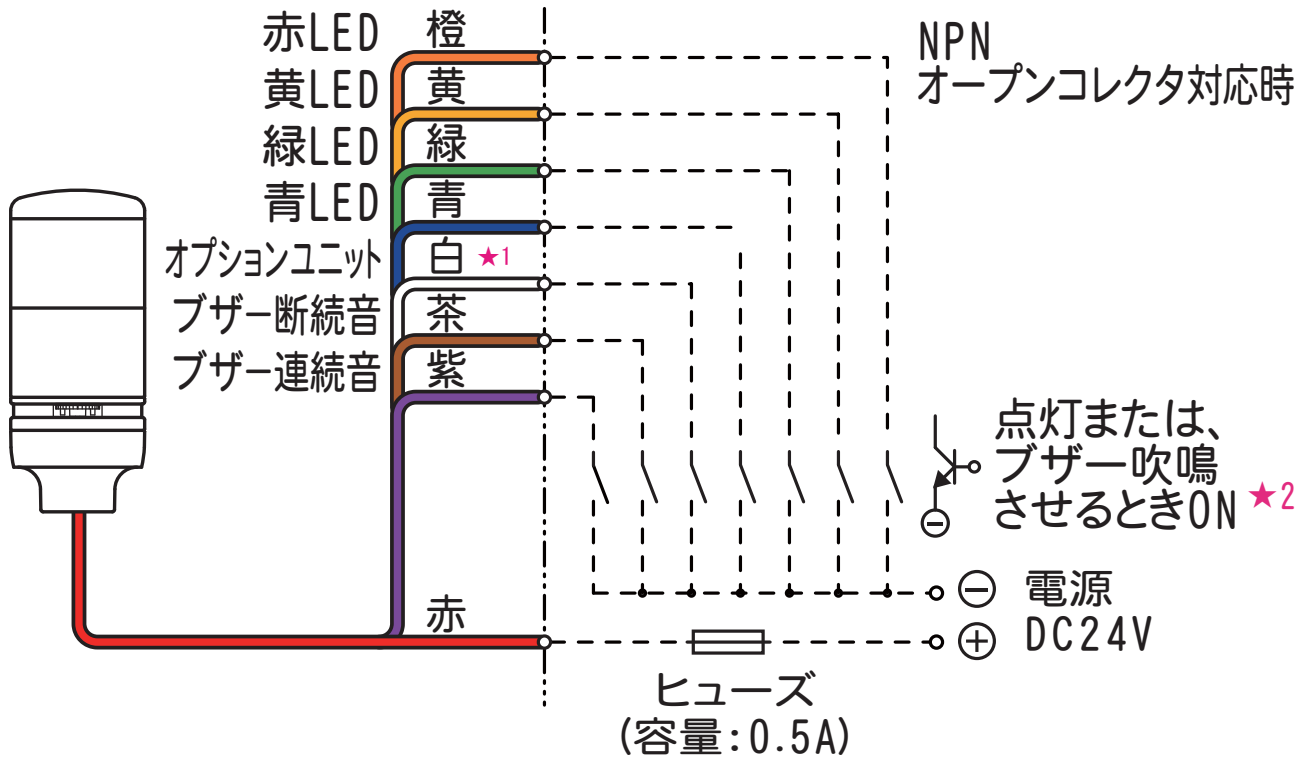 赤LED 橙
黄LED 黄
緑LED 緑
青LED 青
オプションユニット 白 ★1
ブザー断続音 茶
ブザー連続音 紫
赤
NPN
オープンコレクタ対応時
点灯または、
ブザー吹鳴
させるときON ★2
⊖
⊖ 電源
⊕ DC24V
ヒューズ
(容量:0.5A)